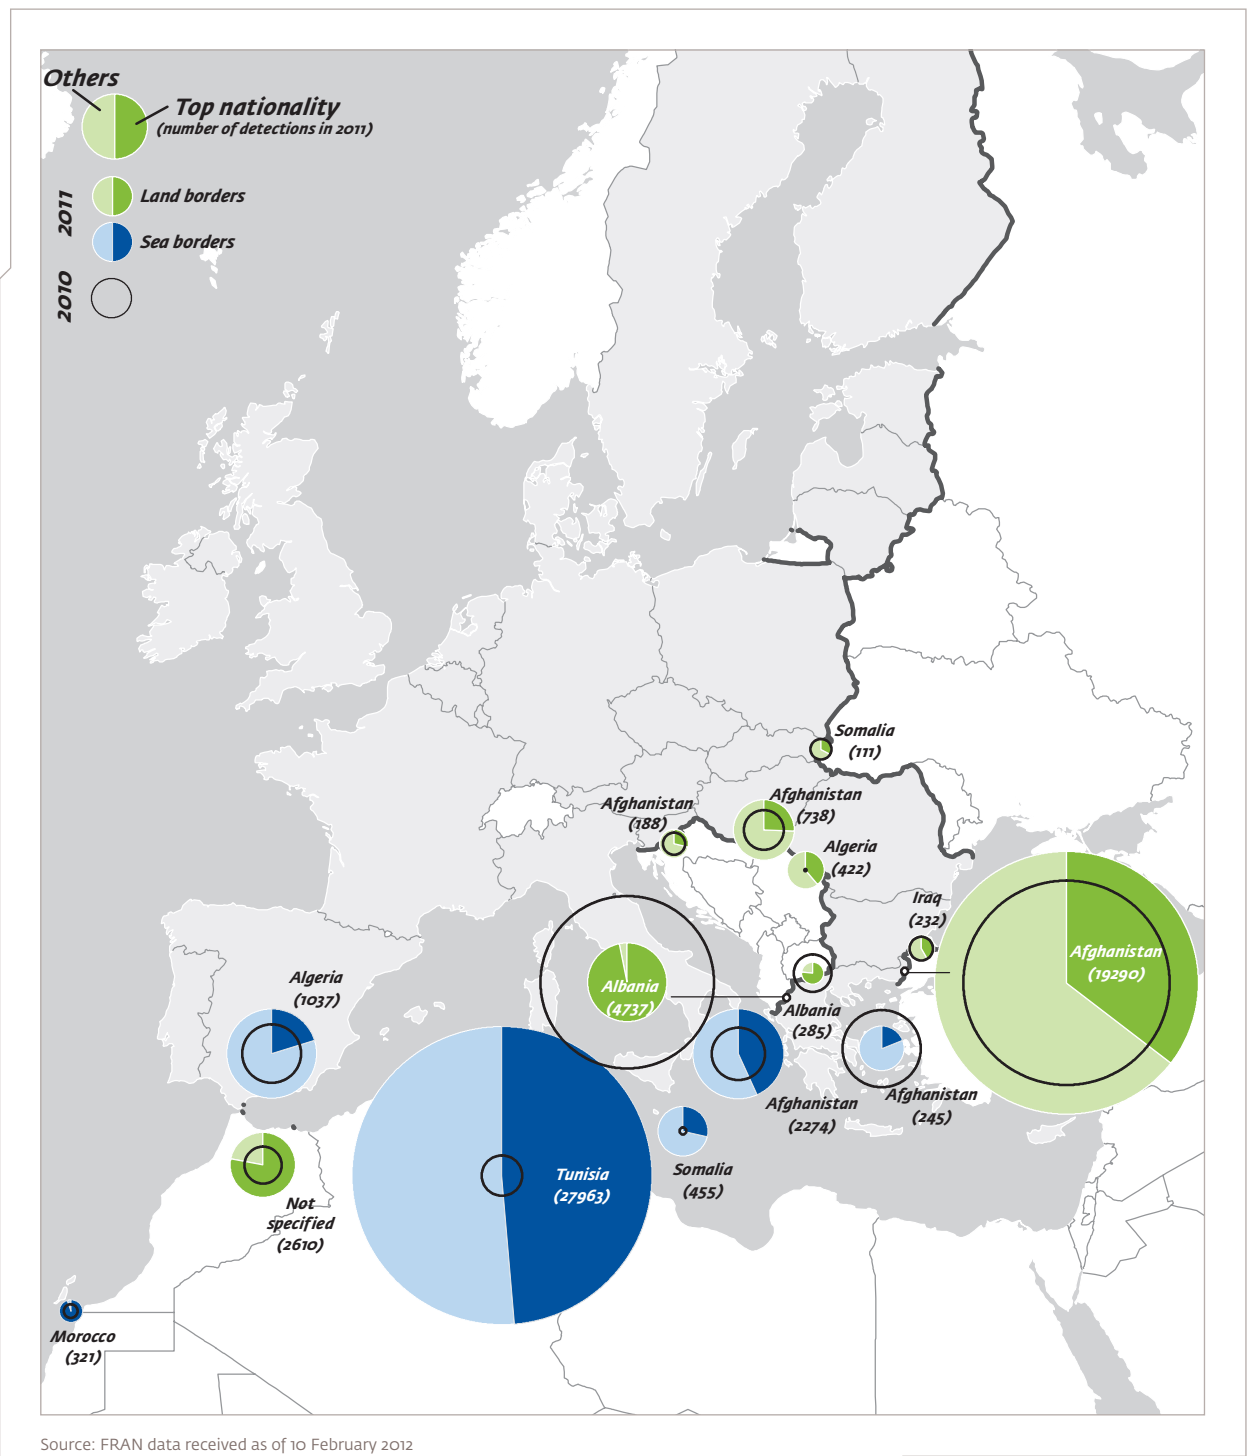 Others
Top nationality
(number of detections in 2011)
2011
Land borders
Sea borders
2010
Somalia
(111)
Afghanistan
(188)
Afghanistan
(738)
Algeria
(422)
Iraq
(232)
Afghanistan
(19290)
Albania
(4737)
Albania
(285)
Algeria
(1037)
Afghanistan
(2274)
Afghanistan
(245)
Somalia
(455)
Tunisia
(27963)
Not
specified
(2610)
Morocco
(321)
Source: FRAN data received as of 10 February 2012